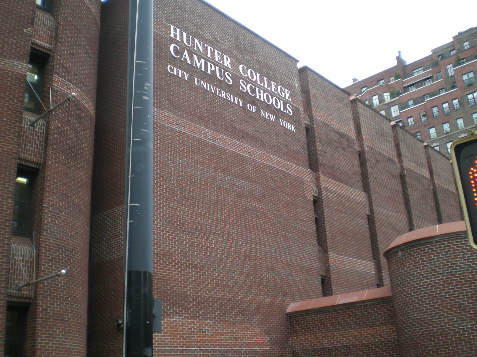 HUNTER COLLEGE
CAMPUS SCHOOLS
CITY UNIVERSITY OF NEW YORK